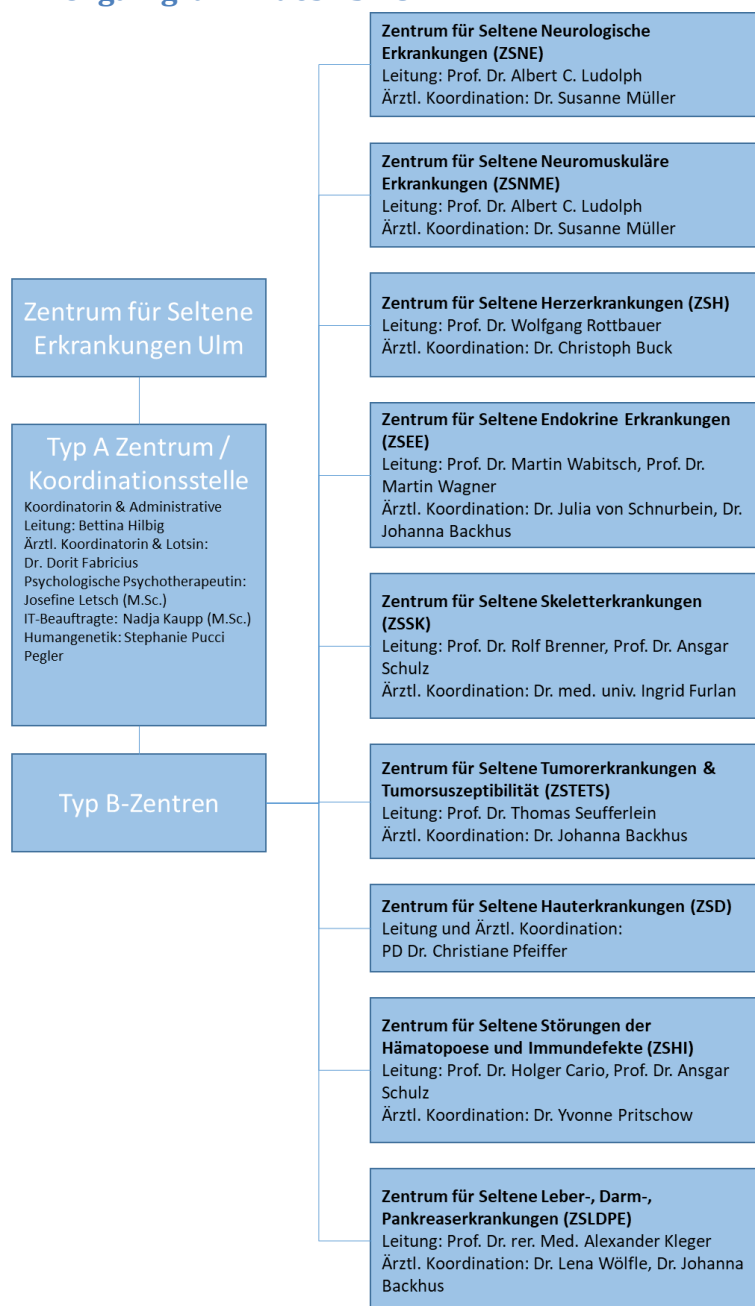 Zentrum für Seltene
Erkrankungen Ulm
Typ A Zentrum /
Koordinationsstelle
Koordinatorin & Administrative
Leitung: Bettina Hilbig
Ärztl. Koordinatorin & Lotsin:
Dr. Dorit Fabricius
Psychologische Psychotherapeutin:
Josefine Letsch (M.Sc.)
IT-Beauftragte: Nadja Kaupp (M.Sc.)
Humangenetik: Stephanie Pucci
Pegler
Typ B-Zentren
Zentrum für Seltene Neurologische
Erkrankungen (ZSNE)
Leitung: Prof. Dr. Albert C. Ludolph
Ärztl. Koordination: Dr. Susanne Müller
Zentrum für Seltene Neuromuskuläre
Erkrankungen (ZSNME)
Leitung: Prof. Dr. Albert C. Ludolph
Ärztl. Koordination: Dr. Susanne Müller
Zentrum für Seltene Herzerkrankungen (ZSH)
Leitung: Prof. Dr. Wolfgang Rottbauer
Ärztl. Koordination: Dr. Christoph Buck
Zentrum für Seltene Endokrine Erkrankungen
(ZSEE)
Leitung: Prof. Dr. Martin Wabitsch, Prof. Dr.
Martin Wagner
Ärztl. Koordination: Dr. Julia von Schnurbein, Dr.
Johanna Backhus
Zentrum für Seltene Skeletterkrankungen
(ZSSK)
Leitung: Prof. Dr. Rolf Brenner, Prof. Dr. Ansgar
Schulz
Ärztl. Koordination: Dr. med. univ. Ingrid Furlan
Zentrum für Seltene Tumorerkrankungen &
Tumorsuszeptibilität (ZSTETS)
Leitung: Prof. Dr. Thomas Seufferlein
Ärztl. Koordination: Dr. Johanna Backhus
Zentrum für Seltene Hauterkrankungen (ZSD)
Leitung und Ärztl. Koordination:
PD Dr. Christiane Pfeiffer
Zentrum für Seltene Störungen der
Hämatopoese und Immundefekte (ZSHI)
Leitung: Prof. Dr. Holger Cario, Prof. Dr. Ansgar
Schulz
Ärztl. Koordination: Dr. Yvonne Pritschow
Zentrum für Seltene Leber-, Darm-,
Pankreaserkrankungen (ZSLDPE)
Leitung: Prof. Dr. rer. Med. Alexander Kleger
Ärztl. Koordination: Dr. Lena Wölfle, Dr. Johanna
Backhus